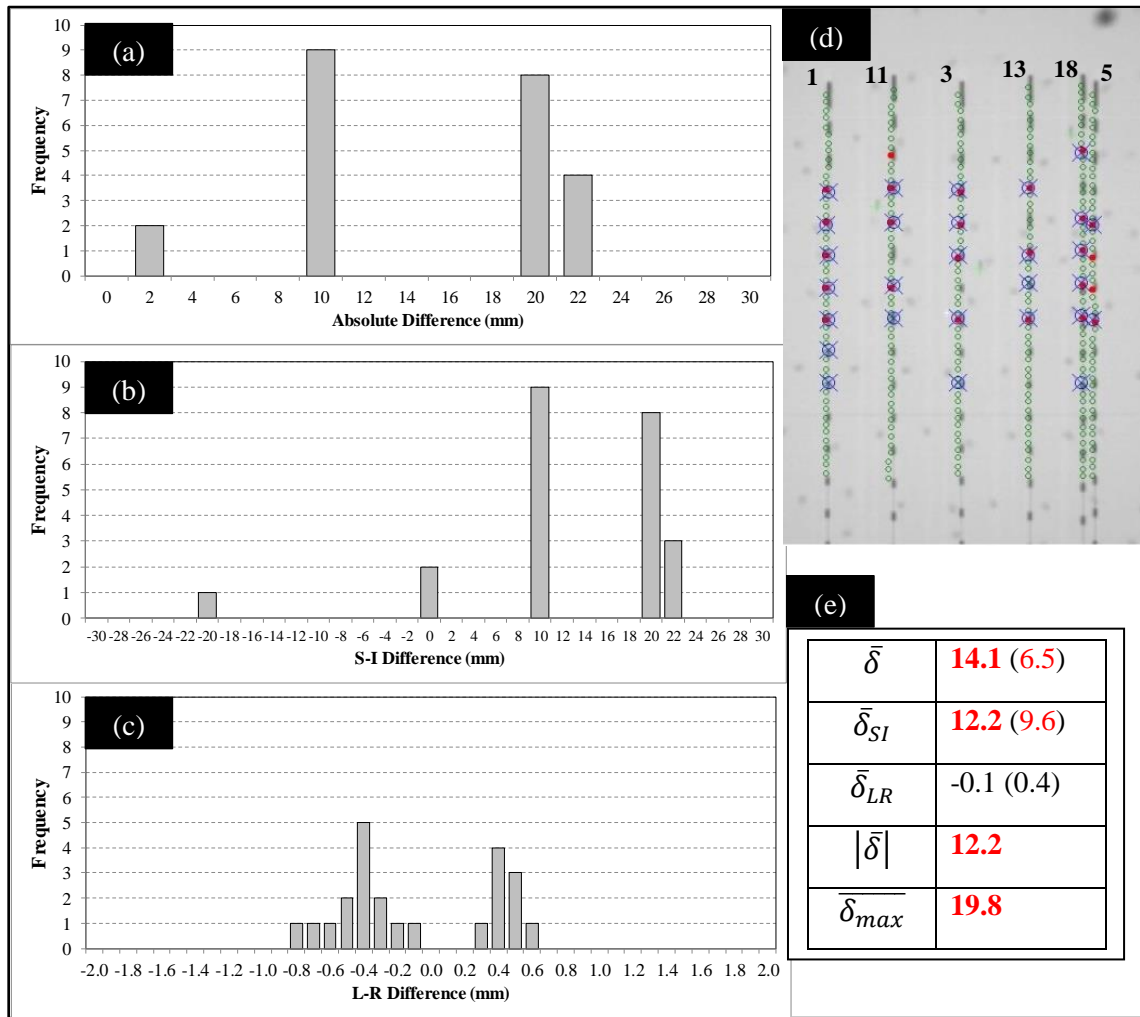 (a)
10
9
8
7
6
5
4
3
2
1
0
Frequency
0 2 4 6 10 12 14 16 20 22 24 26 28 30
Absolute Difference (mm)
(b)
10
9
8
7
6
5
4
3
2
1
0
Frequency
-30 -28 -26 -24 -22 -20 -18 -16 -14 -12 -10 -8 -6 -4 -2 0 2 4 6 8 10 12 14 16 18 20 22 24 26 28 30
S-I Difference (mm)
(c)
10
9
8
7
6
5
4
3
2
1
0
Frequency
-2.0 -1.8 -1.6 -1.4 -1.2 -1.0 -0.8 -0.6 -0.4 -0.2 0.0 0.2 0.4 0.6 0.8 1.0 1.2 1.4 1.6 1.8 2.0
L-R Difference (mm)
(d)
1 11 3 13 18 5
(e)
δ̄ 14.1 (6.5)
δ̄SI 12.2 (9.6)
δ̄LR -0.1 (0.4)
|δ̄| 12.2
δmax 19.8